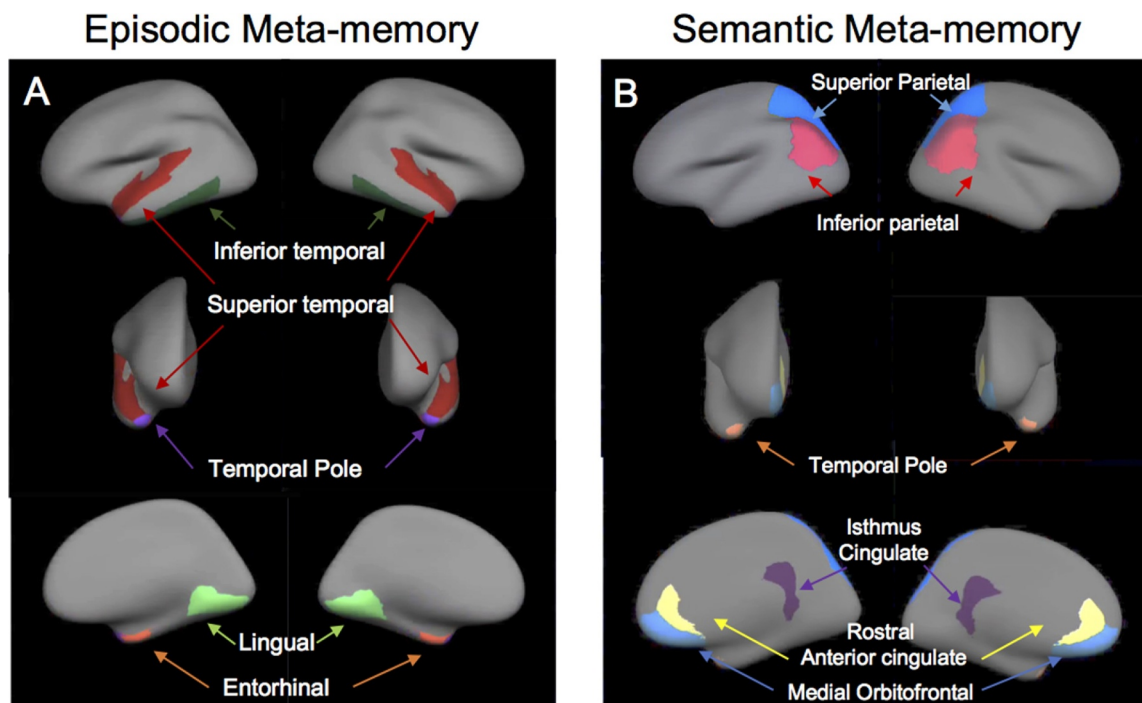 Episodic Meta-memory
A
Inferior temporal
Superior temporal
Temporal Pole
Lingual
Entorhinal
Semantic Meta-memory
B
Superior Parietal
Inferior parietal
Temporal Pole
Isthmus
Cingulate
Rostral
Anterior cingulate
Medial Orbitofrontal